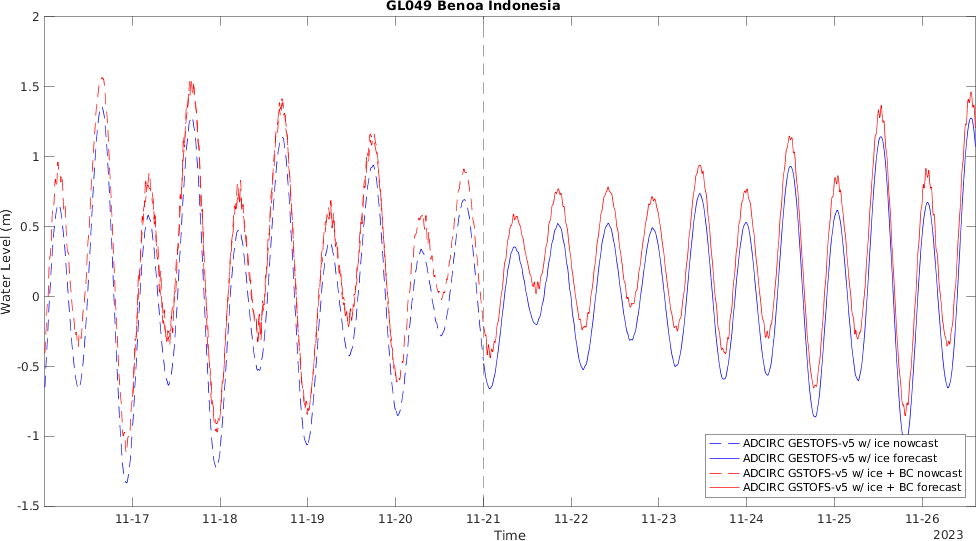 GL049 Benoa Indonesia
2
1.5
1
0.5
0
-0.5
-1
-1.5
Water Level (m)
ADCIRC GESTOFS-v5 w/ ice nowcast
ADCIRC GESTOFS-v5 w/ ice forecast
ADCIRC GSTOFS-v5 w/ ice + BC nowcast
ADCIRC GSTOFS-v5 w/ ice + BC forecast
11-17 11-18 11-19 11-20 11-21 11-22 11-23 11-24 11-25 11-26
Time
2023